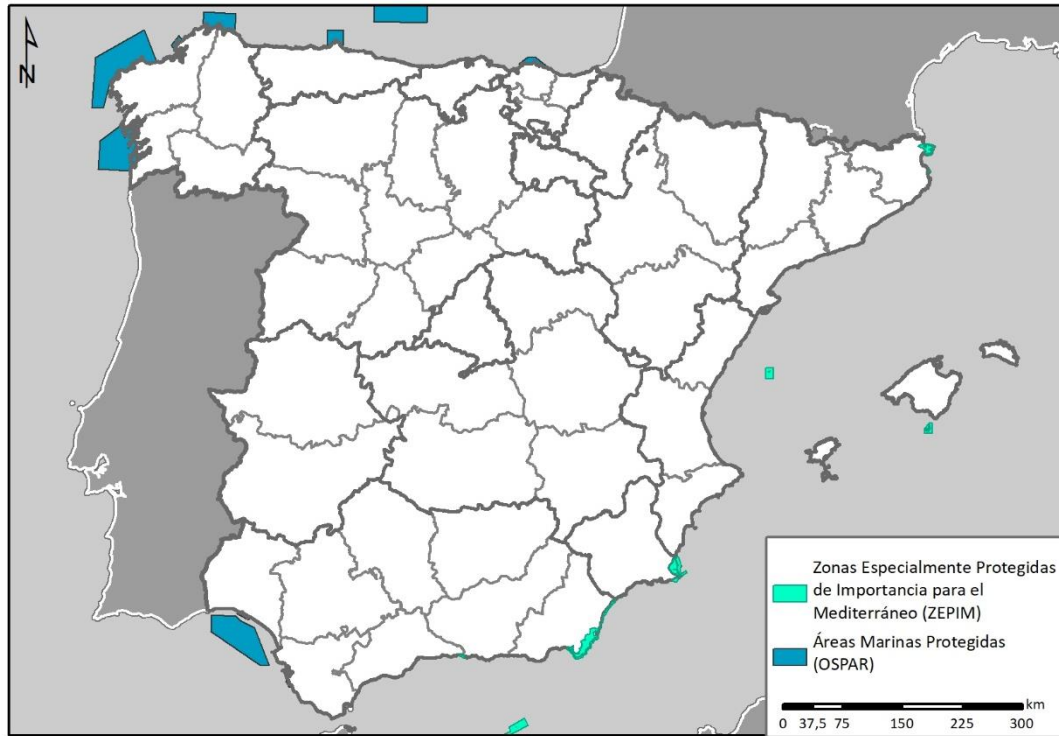 N
Zonas Especialmente Protegidas
de Importancia para el
Mediterráneo (ZEPIM)
Áreas Marinas Protegidas
(OSPAR)
km
0 37,5 75 150 225 300